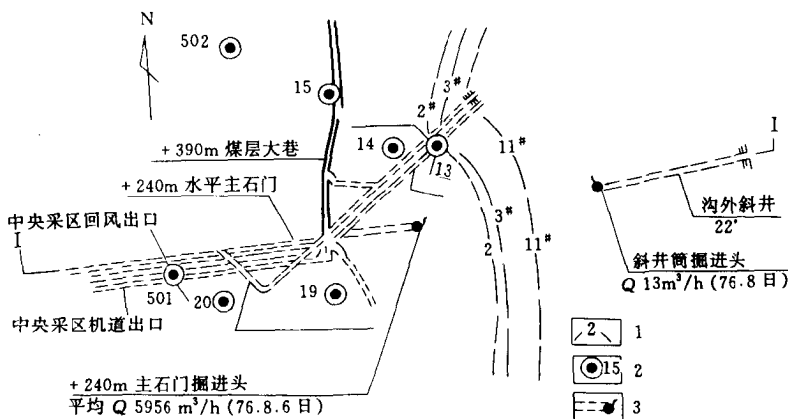 N
502
15
2#
3#
+390m 煤层大巷
14
13
11#
I
+240m 水平主石门
中央采区回风出口
沟外斜井
22°
I
3#
2
11#
斜井筒掘进头
Q 13m³/h (76.8日)
501
20
19
中央采区机道出口
2 1
15 2
3
+240m 主石门掘进头
平均 Q 5956 m³/h (76.8.6日)